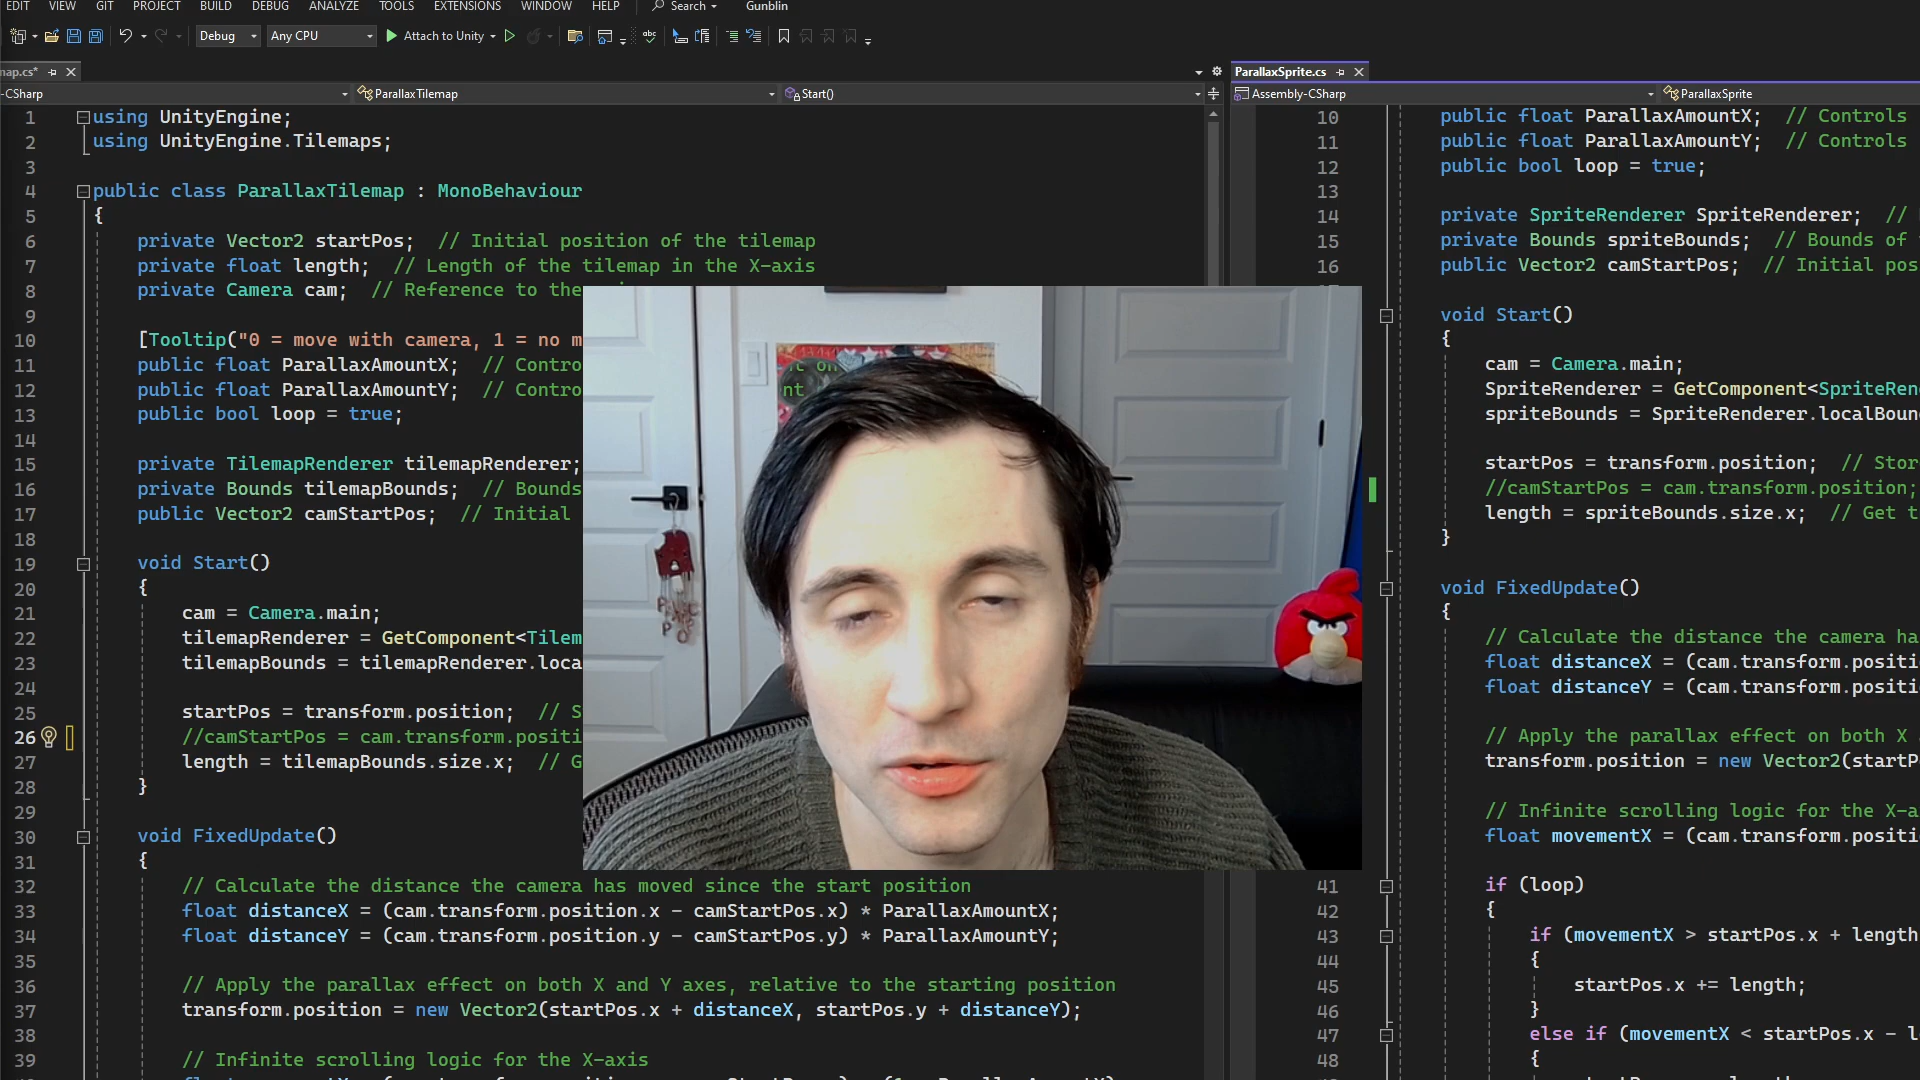 EDIT VIEW GIT PROJECT BUILD DEBUG ANALYZE TOOLS EXTENSIONS WINDOW HELP Search Gunblin
Debug Any CPU Attach to Unity
map.cs*
-CSharp ParallaxTilemap Start()
1 using UnityEngine;
2 using UnityEngine.Tilemaps;
3
4 public class ParallaxTilemap : MonoBehaviour
5 {
6 private Vector2 startPos; // Initial position of the tilemap
7 private float length; // Length of the tilemap in the X-axis
8 private Camera cam; // Reference to the
9
10 [Tooltip("0 = move with camera, 1 = no m
11 public float ParallaxAmountX; // Contro
12 public float ParallaxAmountY; // Contro
13 public bool loop = true;
14
15 private TilemapRenderer tilemapRenderer;
16 private Bounds tilemapBounds; // Bounds
17 public Vector2 camStartPos; // Initial
18
19 void Start()
20 {
21 cam = Camera.main;
22 tilemapRenderer = GetComponent<Tilem
23 tilemapBounds = tilemapRenderer.loca
24
25 startPos = transform.position; // S
26 //camStartPos = cam.transform.positi
27 length = tilemapBounds.size.x; // G
28 }
29
30 void FixedUpdate()
31 {
32 // Calculate the distance the camera has moved since the start position
33 float distanceX = (cam.transform.position.x - camStartPos.x) * ParallaxAmountX;
34 float distanceY = (cam.transform.position.y - camStartPos.y) * ParallaxAmountY;
35
36 // Apply the parallax effect on both X and Y axes, relative to the starting position
37 transform.position = new Vector2(startPos.x + distanceX, startPos.y + distanceY);
38
39 // Infinite scrolling logic for the X-axis
ParallaxSprite.cs
Assembly-CSharp ParallaxSprite
10 public float ParallaxAmountX; // Controls
11 public float ParallaxAmountY; // Controls
12 public bool loop = true;
13
14 private SpriteRenderer SpriteRenderer; //
15 private Bounds spriteBounds; // Bounds of
16 public Vector2 camStartPos; // Initial pos
void Start()
{
cam = Camera.main;
SpriteRenderer = GetComponent<SpriteRen
spriteBounds = SpriteRenderer.localBoun
startPos = transform.position; // Stor
//camStartPos = cam.transform.position;
length = spriteBounds.size.x; // Get t
}
void FixedUpdate()
{
// Calculate the distance the camera ha
float distanceX = (cam.transform.positi
float distanceY = (cam.transform.positi
// Apply the parallax effect on both X
transform.position = new Vector2(startP
// Infinite scrolling logic for the X-a
float movementX = (cam.transform.positi
41 if (loop)
42 {
43 if (movementX > startPos.x + length
44 {
45 startPos.x += length;
46 }
47 else if (movementX < startPos.x - l
48 {